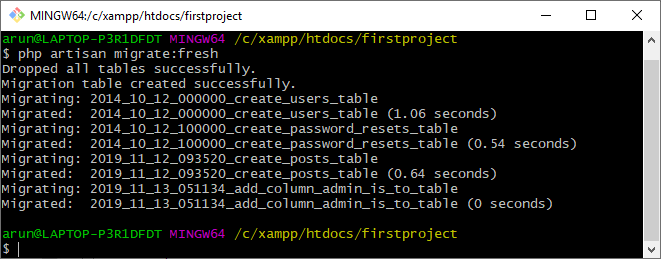 MINGW64:/c/xampp/htdocs/firstproject
arun@LAPTOP-P3R1DFDT MINGW64 /c/xampp/htdocs/firstproject
$ php artisan migrate:fresh
Dropped all tables successfully.
Migration table created successfully.
Migrating: 2014_10_12_000000_create_users_table
Migrated:  2014_10_12_000000_create_users_table (1.06 seconds)
Migrating: 2014_10_12_100000_create_password_resets_table
Migrated:  2014_10_12_100000_create_password_resets_table (0.54 seconds)
Migrating: 2019_11_12_093520_create_posts_table
Migrated:  2019_11_12_093520_create_posts_table (0.64 seconds)
Migrating: 2019_11_13_051134_add_column_admin_is_to_table
Migrated:  2019_11_13_051134_add_column_admin_is_to_table (0 seconds)
arun@LAPTOP-P3R1DFDT MINGW64 /c/xampp/htdocs/firstproject
$